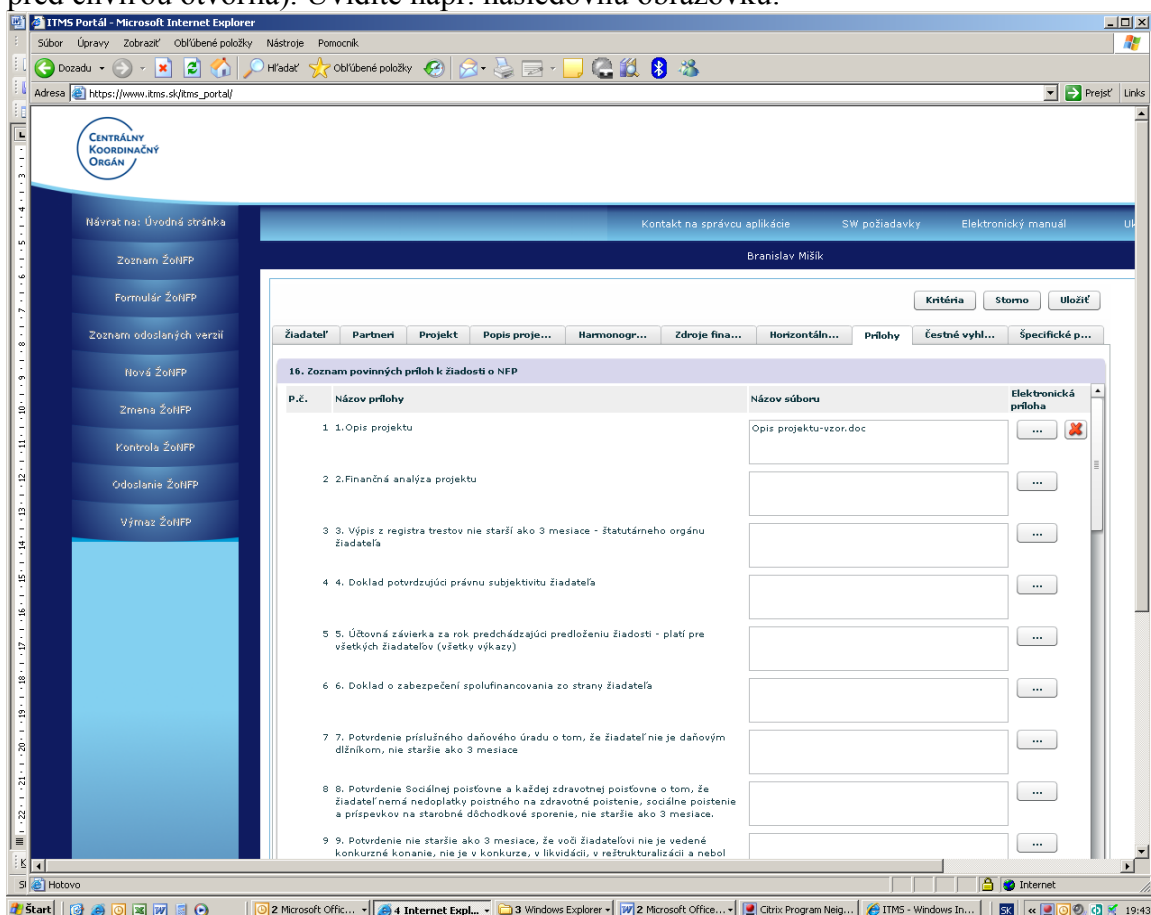 pred chvíľou otvorila). Uvidíte napr. následovnú obrazovku:
ITMS Portál - Microsoft Internet Explorer
Súbor Úpravy Zobraziť Obľúbené položky Nástroje Pomocník
Dozadu Hľadať Obľúbené položky
Adresa https://www.itms.sk/itms_portal/ Prejsť Links
CENTRÁLNY
KOORDINAČNÝ
ORGÁN
Návrat na: Úvodná stránka Kontakt na správcu aplikácie SW požiadavky Elektronický manuál
Branislav Mišík
Zoznam ŽoNFP
Formulár ŽoNFP
Zoznam odoslaných verzií
Nová ŽoNFP
Zmena ŽoNFP
Kontrola ŽoNFP
Odoslanie ŽoNFP
Výmaz ŽoNFP
Kritéria Storno Uložiť
Žiadateľ Partneri Projekt Popis proje... Harmonogr... Zdroje fina... Horizontáln... Prílohy Čestné vyhl... Špecifické p...
16. Zoznam povinných príloh k žiadosti o NFP
P.č. Názov prílohy Názov súboru Elektronická
príloha
1 1.Opis projektu Opis projektu-vzor.doc ...
2 2.Finančná analýza projektu ...
3 3. Výpis z registra trestov nie starší ako 3 mesiace - štatutárneho orgánu ...
žiadateľa
4 4. Doklad potvrdzujúci právnu subjektivitu žiadateľa ...
5 5. Účtovná závierka za rok predchádzajúci predloženiu žiadosti - platí pre ...
všetkých žiadateľov (všetky výkazy)
6 6. Doklad o zabezpečení spolufinancovania zo strany žiadateľa ...
7 7. Potvrdenie príslušného daňového úradu o tom, že žiadateľ nie je daňovým ...
dlžníkom, nie staršie ako 3 mesiace
8 8. Potvrdenie Sociálnej poisťovne a každej zdravotnej poisťovne o tom, že ...
žiadateľ nemá nedoplatky poistného na zdravotné poistenie, sociálne poistenie
a príspevkov na starobné dôchodkové sporenie, nie staršie ako 3 mesiace.
9 9. Potvrdenie nie staršie ako 3 mesiace, že voči žiadateľovi nie je vedené ...
konkurzné konanie, nie je v konkurze, v likvidácii, v reštrukturalizácii a nebol
Hotovo Internet
Štart 2 Microsoft Offic... 4 Internet Expl... 3 Windows Explorer 2 Microsoft Office... Citrix Program Neig... ITMS - Windows In... SK 19:43